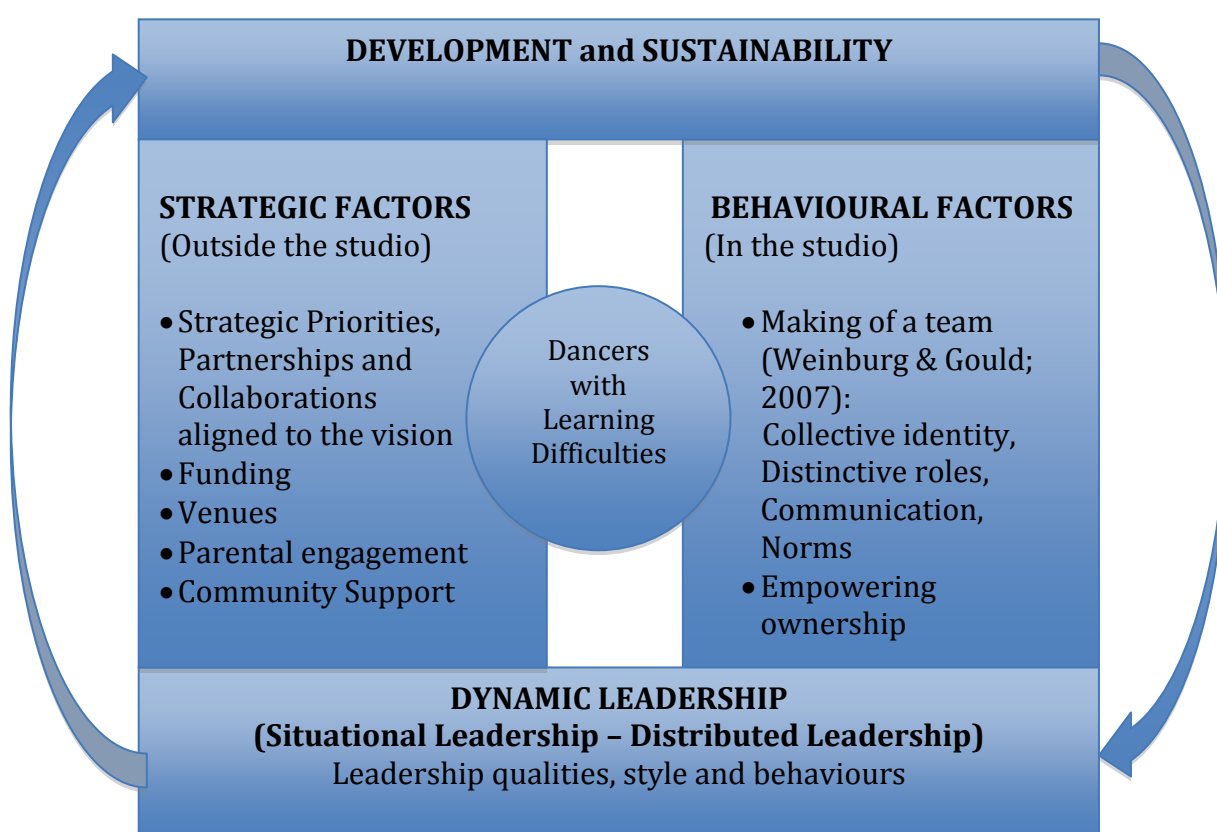 DEVELOPMENT and SUSTAINABILITY
STRATEGIC FACTORS
(Outside the studio)
•Strategic Priorities,
Partnerships and
Collaborations
aligned to the vision
•Funding
•Venues
•Parental engagement
•Community Support
Dancers
with
Learning
Difficulties
BEHAVIOURAL FACTORS
(In the studio)
•Making of a team
(Weinburg & Gould;
2007):
Collective identity,
Distinctive roles,
Communication,
Norms
•Empowering
ownership
DYNAMIC LEADERSHIP
(Situational Leadership – Distributed Leadership)
Leadership qualities, style and behaviours